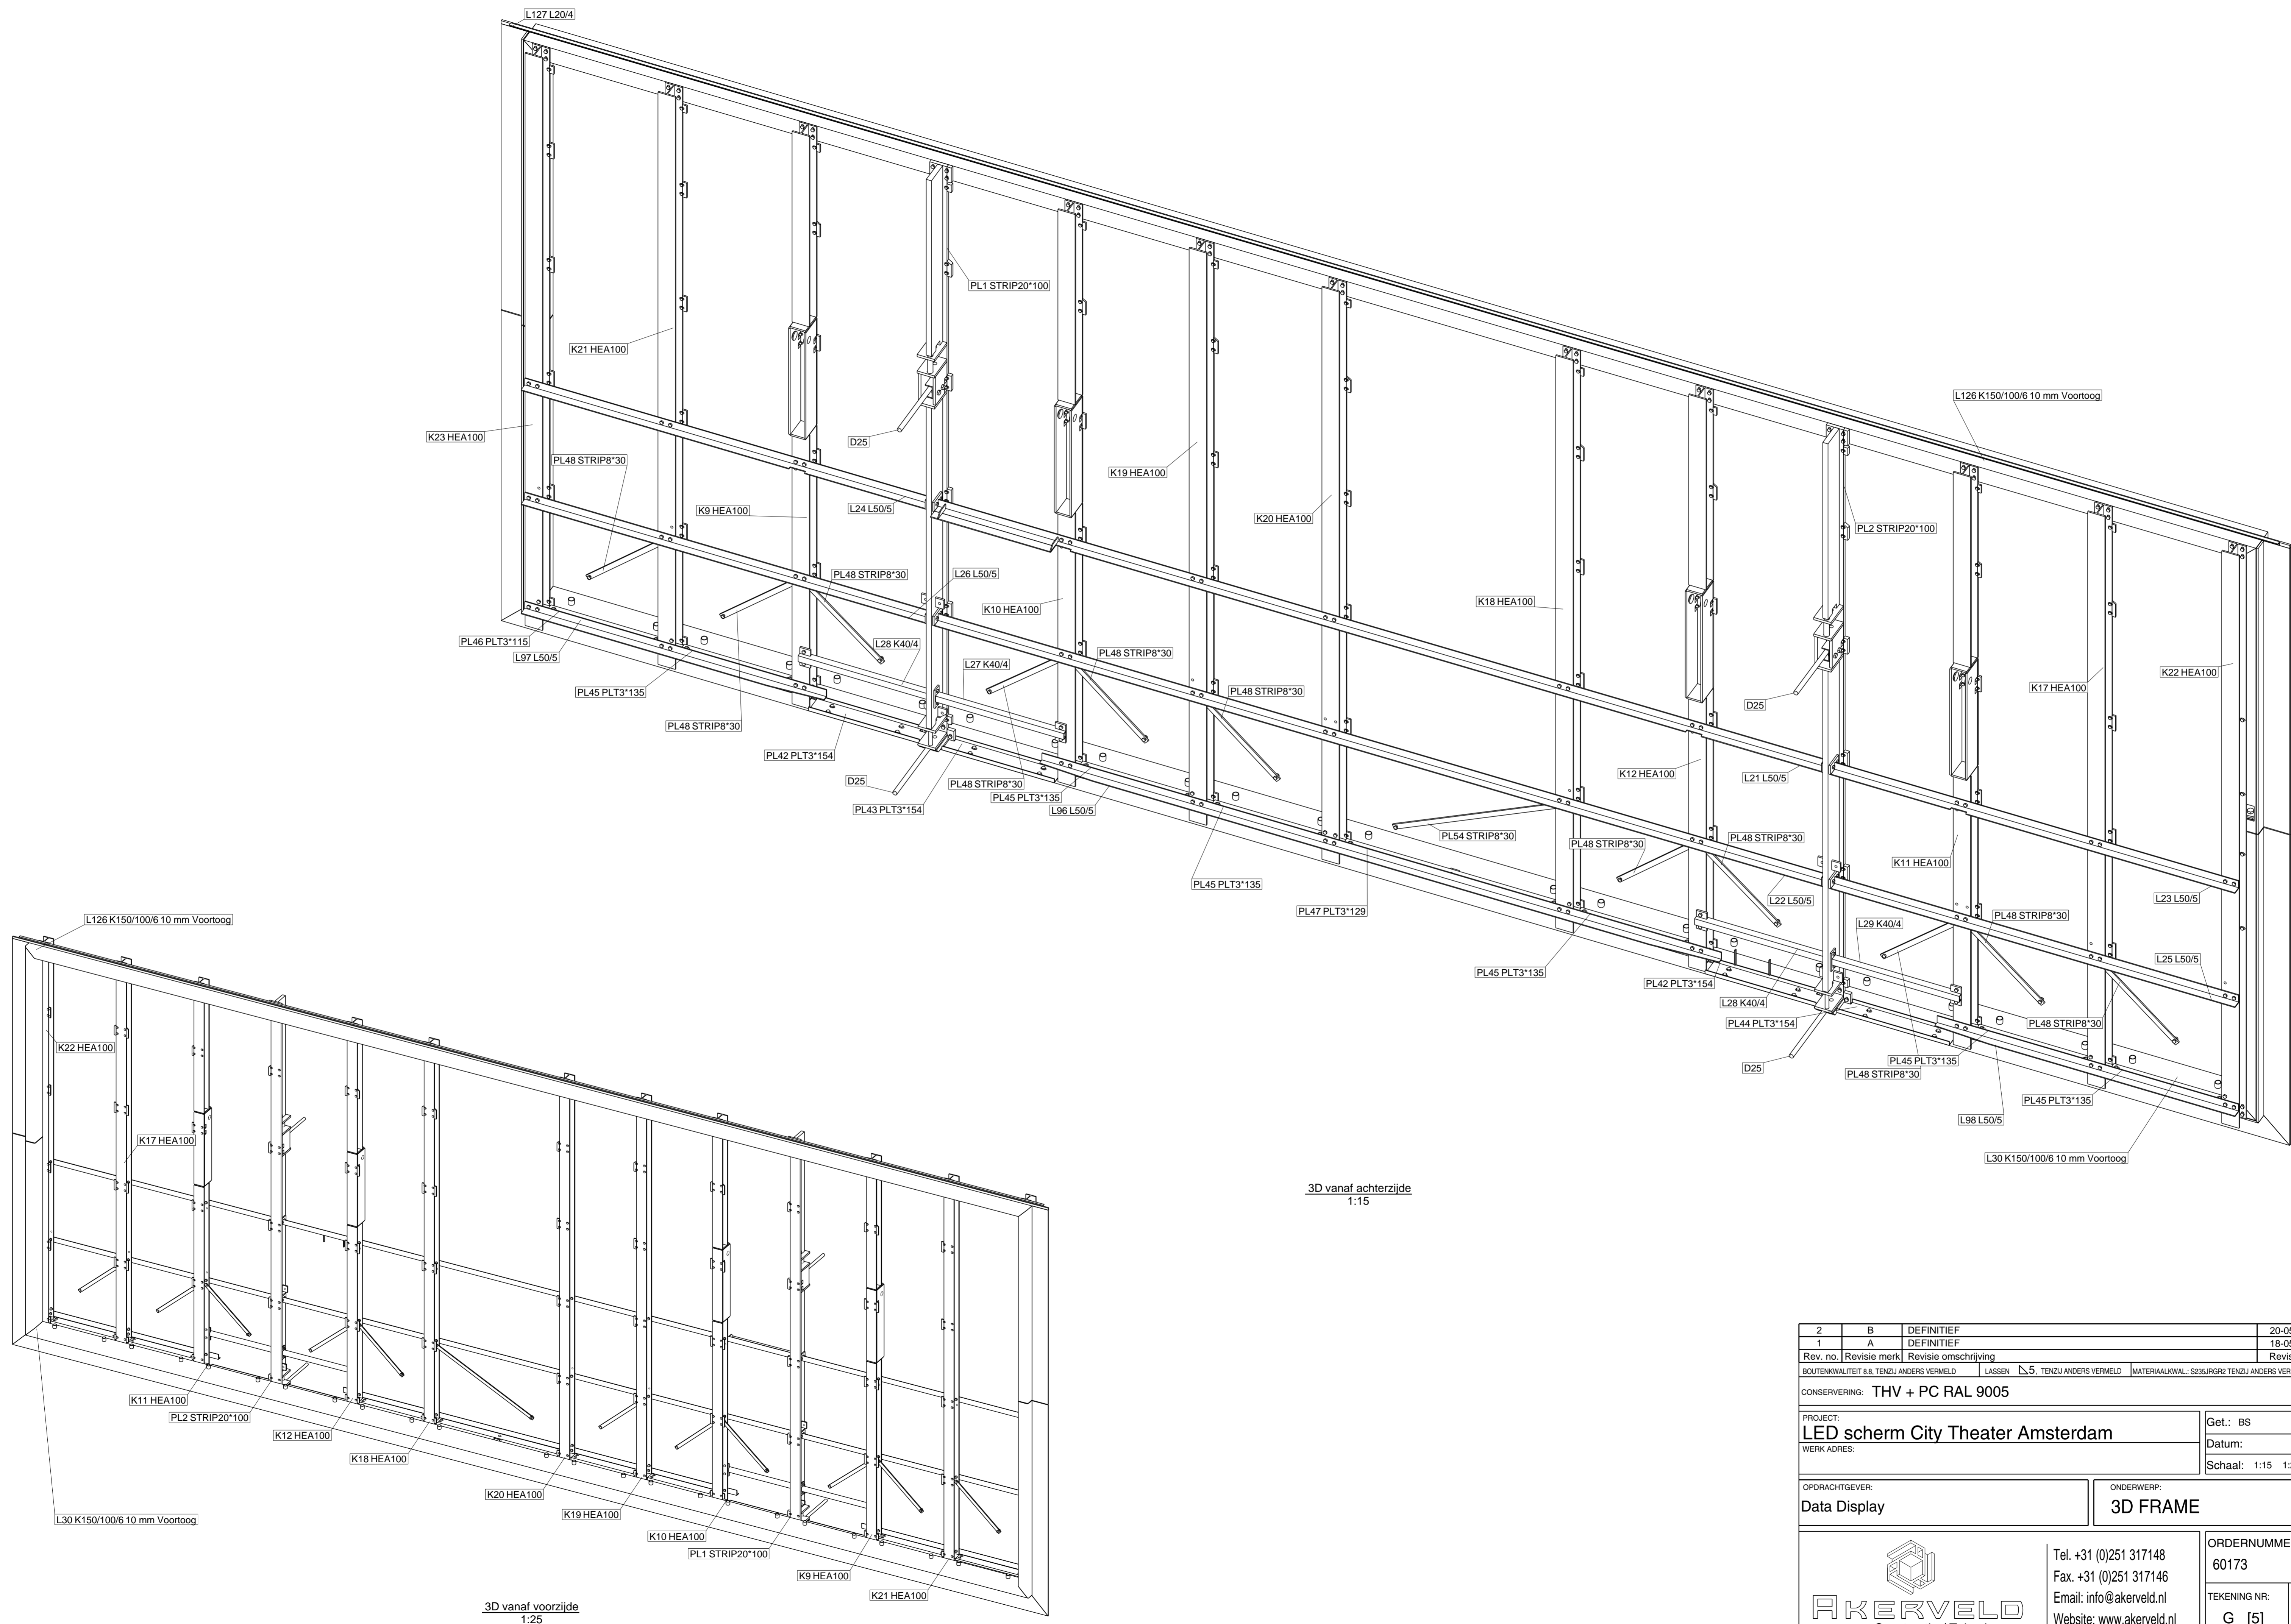 L127 L20/4
PL1 STRIP20*100
K21 HEA100
L126 K150/100/6 10 mm Voortoog
K23 HEA100
D25
PL48 STRIP8*30
K19 HEA100
K9 HEA100
L24 L50/5
K20 HEA100
PL2 STRIP20*100
PL48 STRIP8*30
L26 L50/5
K10 HEA100
K18 HEA100
PL46 PLT3*115
L28 K40/4
PL48 STRIP8*30
L97 L50/5
L27 K40/4
K22 HEA100
PL45 PLT3*135
PL48 STRIP8*30
K17 HEA100
D25
PL48 STRIP8*30
PL42 PLT3*154
K12 HEA100
L21 L50/5
D25
PL48 STRIP8*30
PL45 PLT3*135
PL43 PLT3*154
L96 L50/5
PL54 STRIP8*30
PL48 STRIP8*30
PL48 STRIP8*30
K11 HEA100
PL45 PLT3*135
L23 L50/5
L22 L50/5
PL47 PLT3*129
PL48 STRIP8*30
L29 K40/4
L25 L50/5
PL45 PLT3*135
PL42 PLT3*154
L28 K40/4
PL44 PLT3*154
PL48 STRIP8*30
PL45 PLT3*135
D25
PL48 STRIP8*30
PL45 PLT3*135
L98 L50/5
L30 K150/100/6 10 mm Voortoog
3D vanaf achterzijde
1:15
L126 K150/100/6 10 mm Voortoog
K22 HEA100
K17 HEA100
K11 HEA100
PL2 STRIP20*100
K12 HEA100
K18 HEA100
K20 HEA100
K19 HEA100
L30 K150/100/6 10 mm Voortoog
K10 HEA100
PL1 STRIP20*100
K9 HEA100
K21 HEA100
3D vanaf voorzijde
1:25
2 B DEFINITIEF 20-05
1 A DEFINITIEF 18-05
Rev. no. Revisie merk Revisie omschrijving Revis
BOUTENKWALITEIT 8.8, TENZIJ ANDERS VERMELD LASSEN 5, TENZIJ ANDERS VERMELD MATERIAALKWAL.: S235JRGR2 TENZIJ ANDERS VER
CONSERVERING: THV + PC RAL 9005
PROJECT:
LED scherm City Theater Amsterdam
WERK ADRES:
Get.: BS
Datum:
Schaal: 1:15 1:
OPDRACHTGEVER:
Data Display
ONDERWERP:
3D FRAME
AKERVELD
Tel. +31 (0)251 317148
Fax. +31 (0)251 317146
Email: info@akerveld.nl
Website: www.akerveld.nl
ORDERNUMME
60173
TEKENING NR:
G [5]